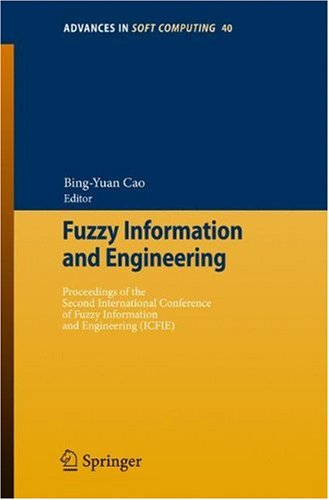 ADVANCES IN SOFT COMPUTING 40
Bing-Yuan Cao
Editor
Fuzzy Information
and Engineering
Proceedings of the
Second International Conference
of Fuzzy Information
and Engineering (ICFIE)
Springer